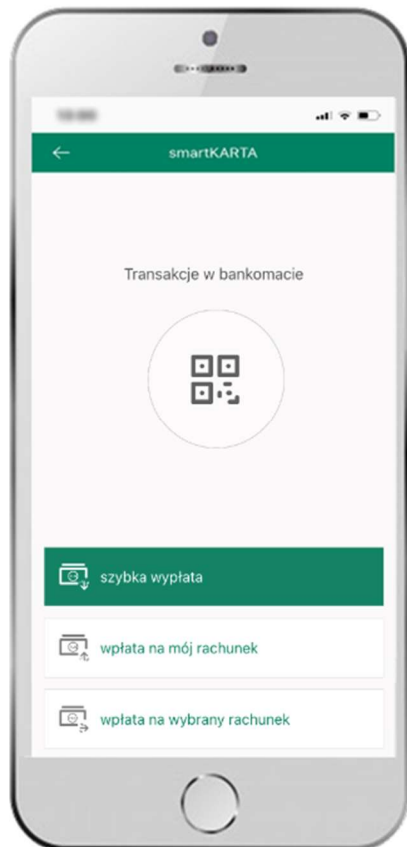 smartKARTA
Transakcje w bankomacie
szybka wypłata
wpłata na mój rachunek
wpłata na wybrany rachunek